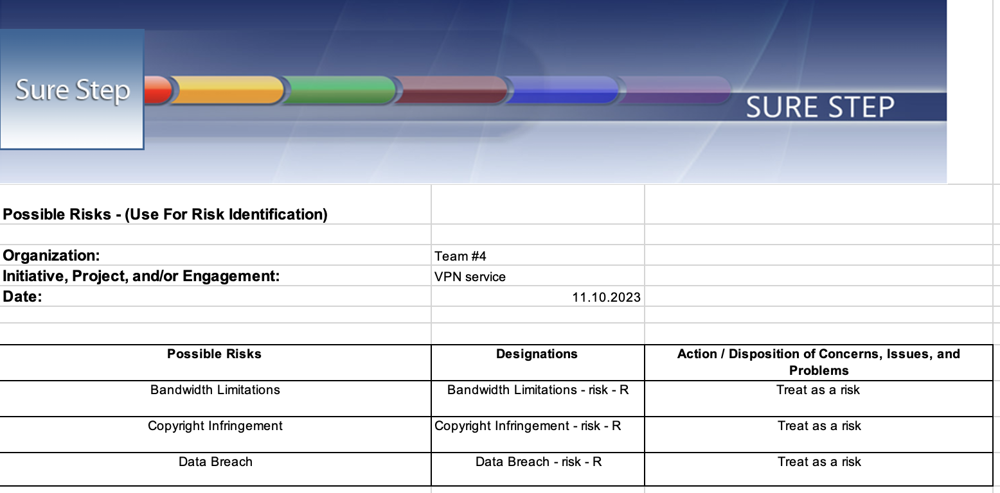 Sure Step
SURE STEP
Possible Risks - (Use For Risk Identification)
Organization: Team #4
Initiative, Project, and/or Engagement: VPN service
Date: 11.10.2023
Possible Risks Designations Action / Disposition of Concerns, Issues, and
Problems
Bandwidth Limitations Bandwidth Limitations - risk - R Treat as a risk
Copyright Infringement Copyright Infringement - risk - R Treat as a risk
Data Breach Data Breach - risk - R Treat as a risk